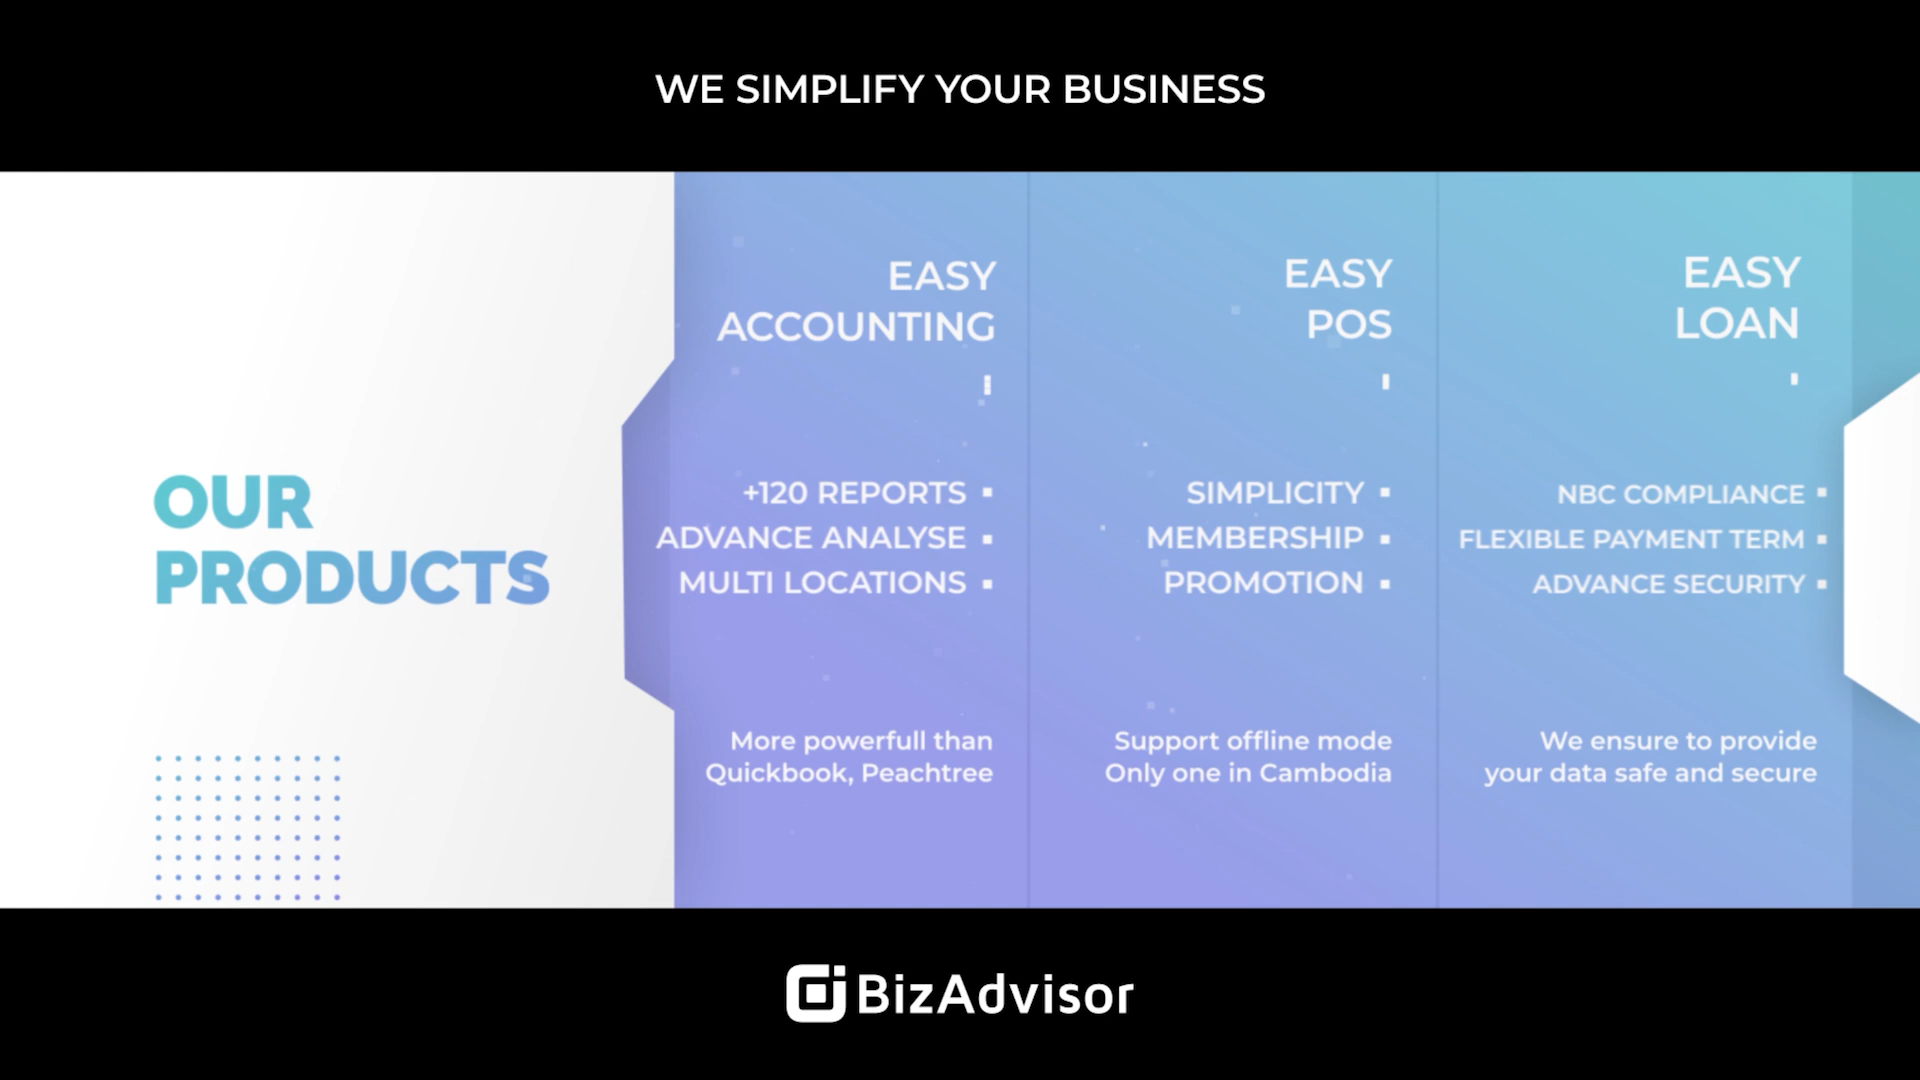 WE SIMPLIFY YOUR BUSINESS
OUR
PRODUCTS
EASY
ACCOUNTING
+120 REPORTS
ADVANCE ANALYSE
MULTI LOCATIONS
More powerfull than
Quickbook, Peachtree
EASY
POS
SIMPLICITY
MEMBERSHIP
PROMOTION
Support offline mode
Only one in Cambodia
EASY
LOAN
NBC COMPLIANCE
FLEXIBLE PAYMENT TERM
ADVANCE SECURITY
We ensure to provide
your data safe and secure
BizAdvisor